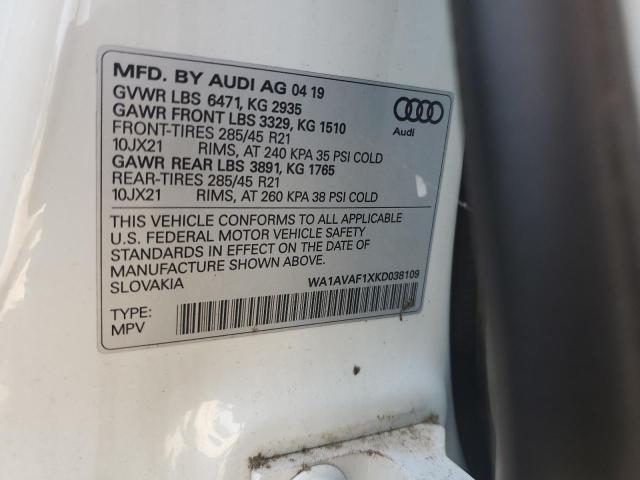 MFD. BY AUDI AG 04 19
GVWR LBS 6471, KG 2935
GAWR FRONT LBS 3329, KG 1510
FRONT-TIRES 285/45 R21
10JX21 RIMS, AT 240 KPA 35 PSI COLD
GAWR REAR LBS 3891, KG 1765
REAR-TIRES 285/45 R21
10JX21 RIMS, AT 260 KPA 38 PSI COLD
Audi
THIS VEHICLE CONFORMS TO ALL APPLICABLE
U.S. FEDERAL MOTOR VEHICLE SAFETY
STANDARDS IN EFFECT ON THE DATE OF
MANUFACTURE SHOWN ABOVE.
SLOVAKIA
WA1AVAF1XKD038109
TYPE:
MPV